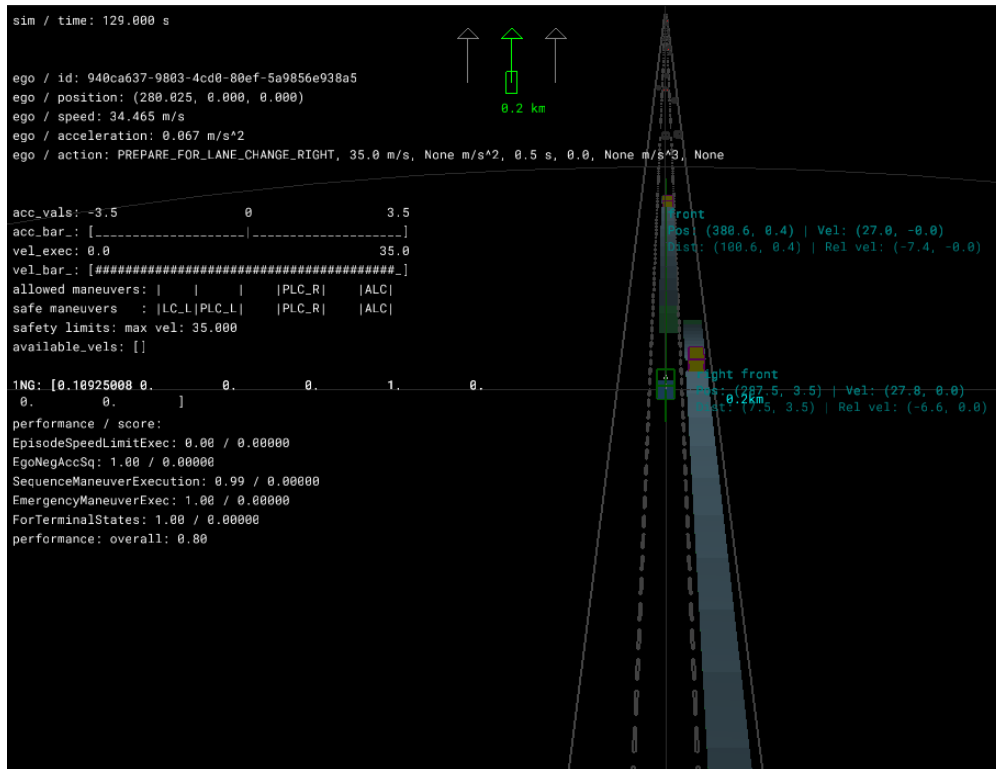 sim / time: 129.000 s
0.2 km
ego / id: 940ca637-9803-4cd0-80ef-5a9856e938a5
ego / position: (280.025, 0.000, 0.000)
ego / speed: 34.465 m/s
ego / acceleration: 0.067 m/s^2
ego / action: PREPARE_FOR_LANE_CHANGE_RIGHT, 35.0 m/s, None m/s^2, 0.5 s, 0.0, None m/s^3, None
acc_vals: -3.5 0 3.5
acc_bar_: [____________________|____________________]
vel_exec: 0.0 35.0
vel_bar_: [########################################_]
allowed maneuvers: | | | |PLC_R| |ALC|
safe maneuvers : |LC_L|PLC_L| |PLC_R| |ALC|
safety limits: max vel: 35.000
available_vels: []
front
Pos: (380.6, 0.4) | Vel: (27.0, -0.0)
Dist: (100.6, 0.4) | Rel vel: (-7.4, -0.0)
right front
Pos: (287.5, 3.5) | Vel: (27.8, 0.0)
0.2km
Dist: (7.5, 3.5) | Rel vel: (-6.6, 0.0)
1NG: [0.10925008 0. 0. 0. 1. 0.
0. 0. ]
performance / score:
EpisodeSpeedLimitExec: 0.00 / 0.00000
EgoNegAccSq: 1.00 / 0.00000
SequenceManeuverExecution: 0.99 / 0.00000
EmergencyManeuverExec: 1.00 / 0.00000
ForTerminalStates: 1.00 / 0.00000
performance: overall: 0.80